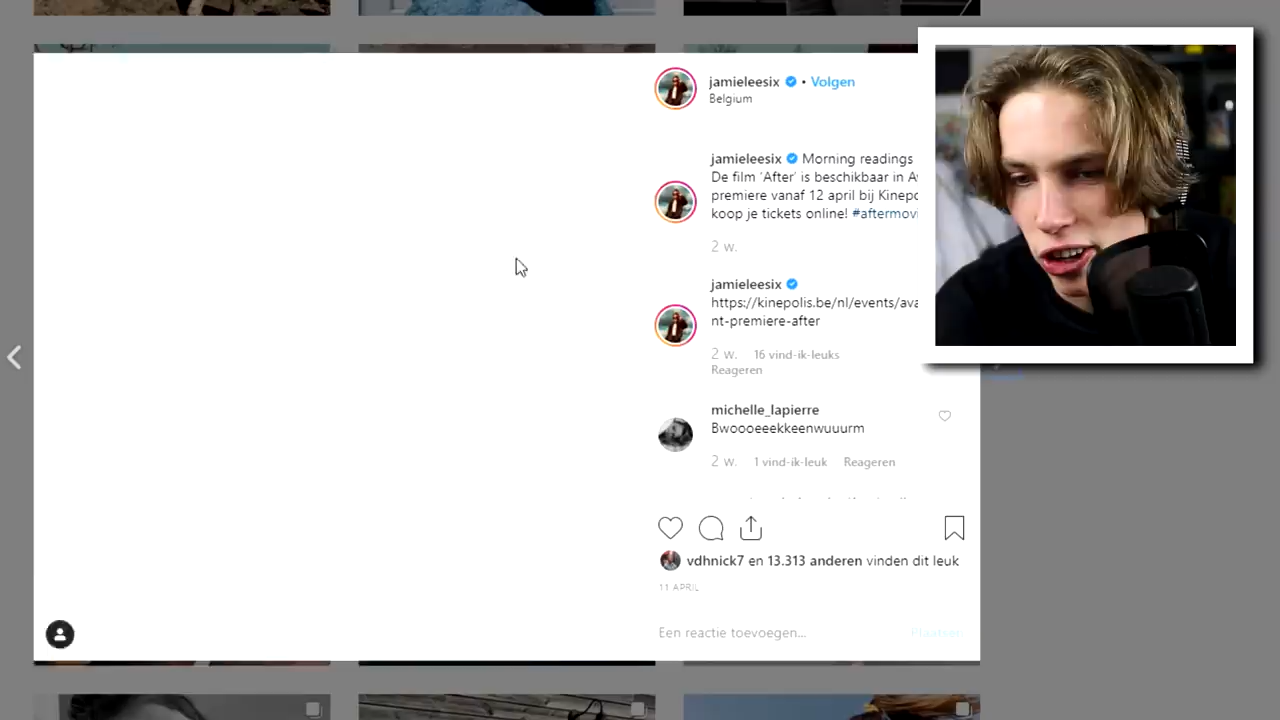 jamieleesix • Volgen
Belgium
jamieleesix Morning readings
De film ‘After’ is beschikbaar in
premiere vanaf 12 april bij
koop je tickets online! #aftermovi
2 w.
jamieleesix
https://kinepolis.be/nl/events/ava
nt-premiere-after
2 w. 16 vind-ik-leuks
Reageren
michelle_lapierre
Bwoooeeekkeenwuuurm
2 w. 1 vind-ik-leuk Reageren
vdhnick7 en 13.313 anderen vinden dit leuk
11 APRIL
Een reactie toevoegen... Plaatsen